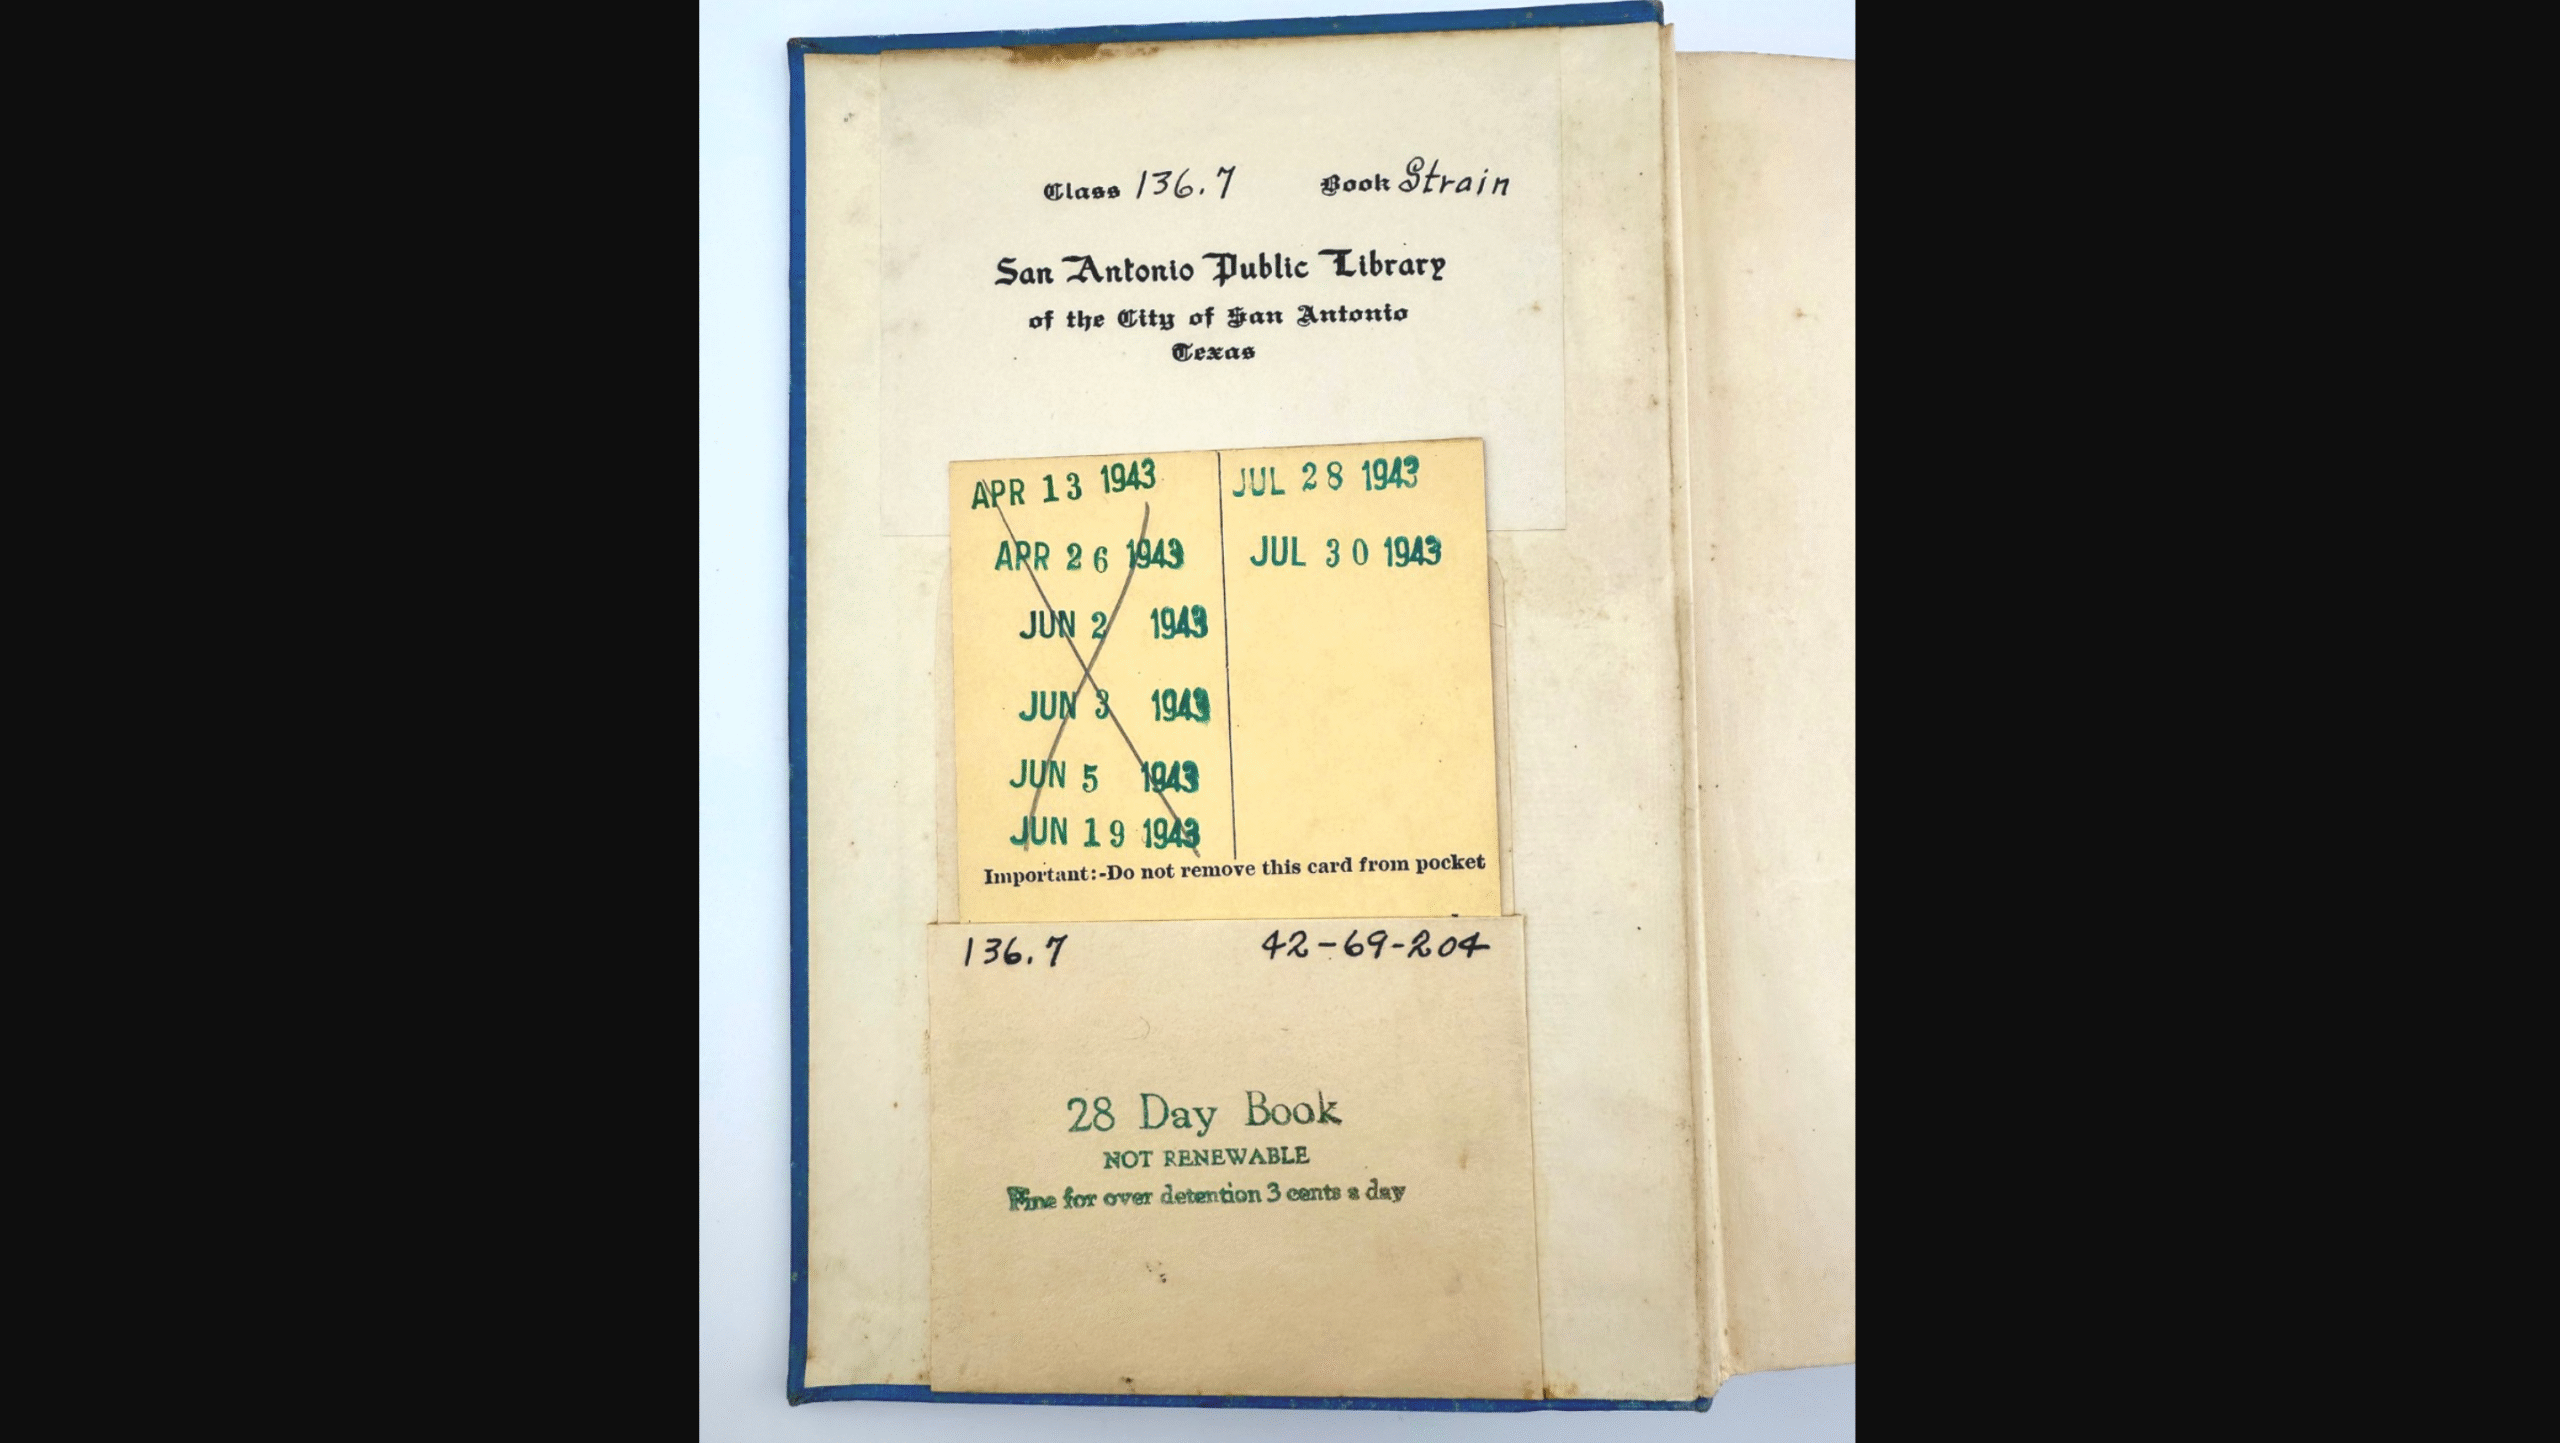 Class 136.7 Book Strain
San Antonio Public Library
of the City of San Antonio
Texas
APR 13 1943
APR 26 1943
JUN 2 1943
JUN 3 1943
JUN 5 1943
JUN 19 1943
JUL 28 1943
JUL 30 1943
Important:-Do not remove this card from pocket
136.7 42-69-204
28 Day Book
NOT RENEWABLE
Fine for over detention 3 cents a day